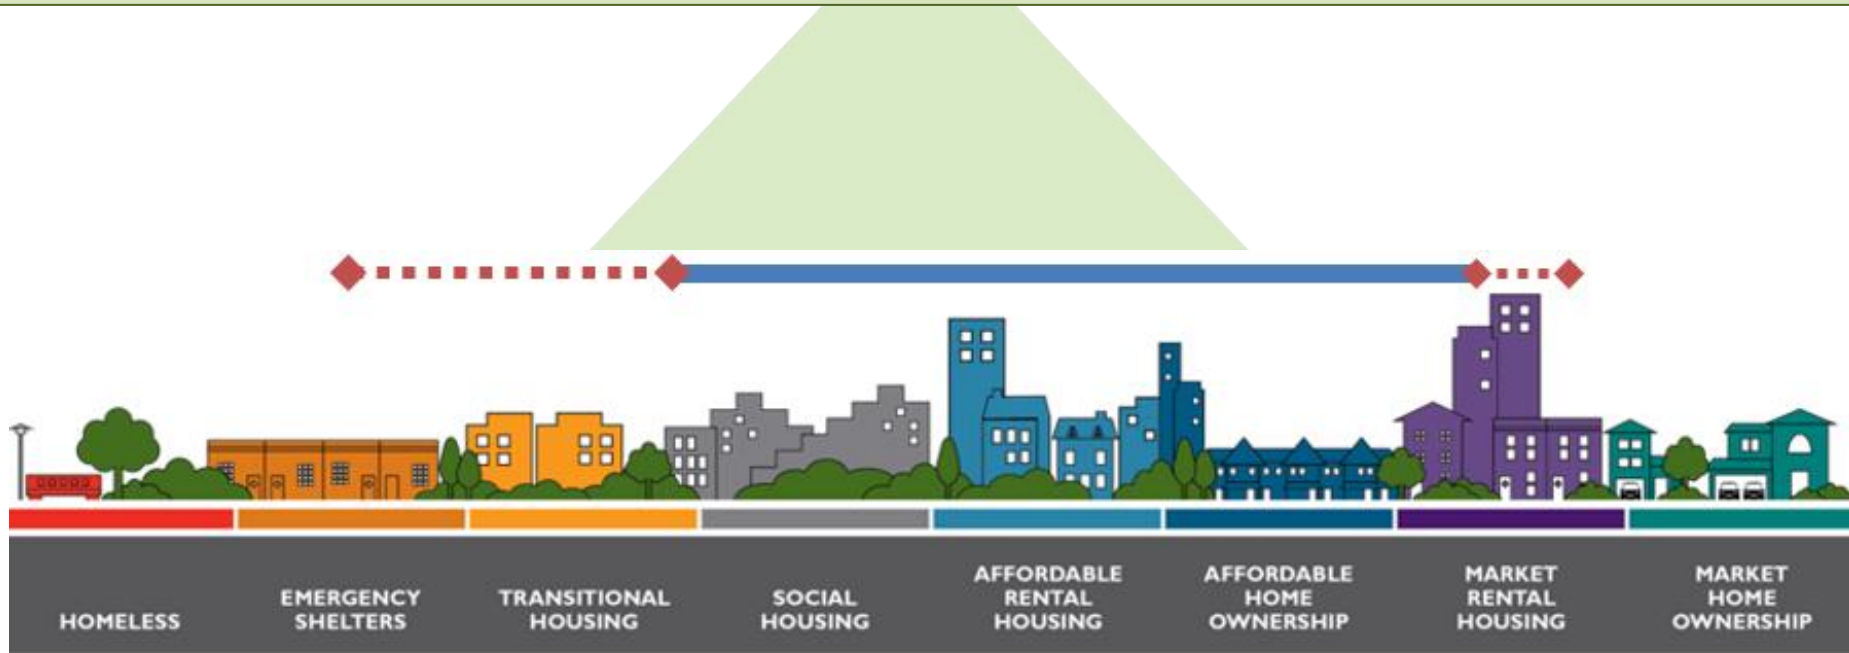 HOMELESS
EMERGENCY
SHELTERS
TRANSITIONAL
HOUSING
SOCIAL
HOUSING
AFFORDABLE
RENTAL
HOUSING
AFFORDABLE
HOME
OWNERSHIP
MARKET
RENTAL
HOUSING
MARKET
HOME
OWNERSHIP